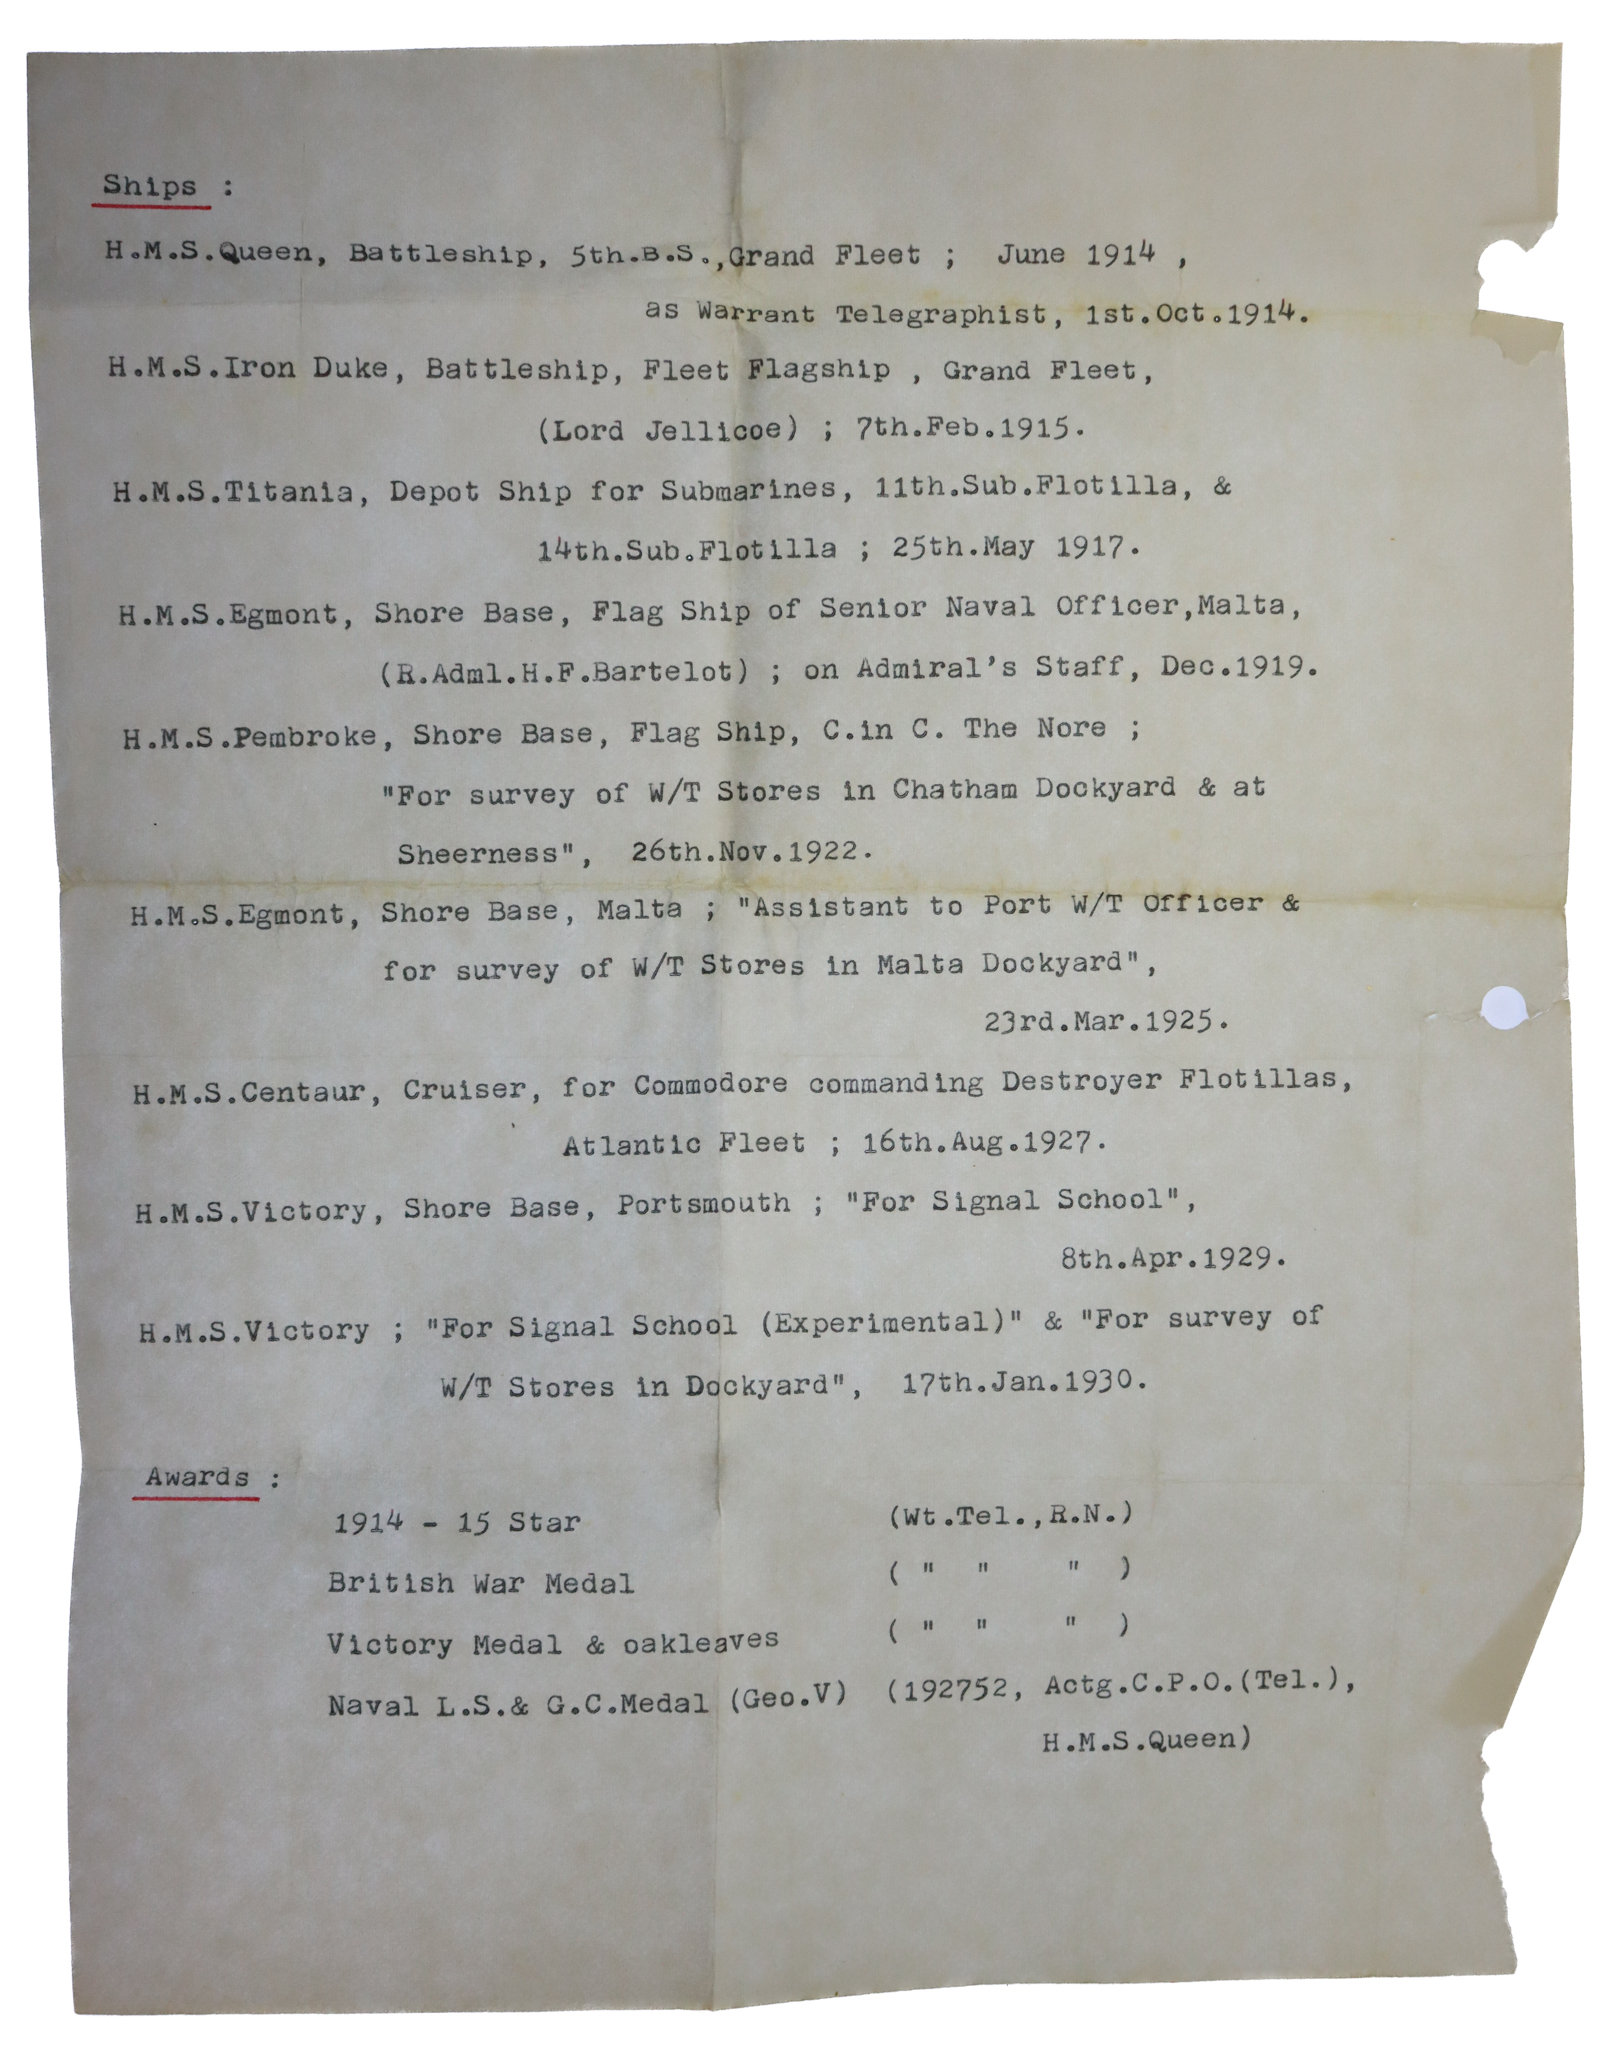 Ships :
H.M.S.Queen, Battleship, 5th.B.S.,Grand Fleet ; June 1914 ,
as Warrant Telegraphist, 1st.Oct.1914.
H.M.S.Iron Duke, Battleship, Fleet Flagship , Grand Fleet,
(Lord Jellicoe) ; 7th.Feb.1915.
H.M.S.Titania, Depot Ship for Submarines, 11th.Sub.Flotilla, &
14th.Sub.Flotilla ; 25th.May 1917.
H.M.S.Egmont, Shore Base, Flag Ship of Senior Naval Officer,Malta,
(R.Adml.H.F.Bartelot) ; on Admiral's Staff, Dec.1919.
H.M.S.Pembroke, Shore Base, Flag Ship, C.in C. The Nore ;
"For survey of W/T Stores in Chatham Dockyard & at
Sheerness", 26th.Nov.1922.
H.M.S.Egmont, Shore Base, Malta ; "Assistant to Port W/T Officer &
for survey of W/T Stores in Malta Dockyard",
23rd.Mar.1925.
H.M.S.Centaur, Cruiser, for Commodore commanding Destroyer Flotillas,
Atlantic Fleet ; 16th.Aug.1927.
H.M.S.Victory, Shore Base, Portsmouth ; "For Signal School",
8th.Apr.1929.
H.M.S.Victory ; "For Signal School (Experimental)" & "For survey of
W/T Stores in Dockyard", 17th.Jan.1930.
Awards :
1914 - 15 Star (Wt.Tel.,R.N.)
British War Medal ( " " " )
Victory Medal & oakleaves ( " " " )
Naval L.S.& G.C.Medal (Geo.V) (192752, Actg.C.P.O.(Tel.),
H.M.S.Queen)